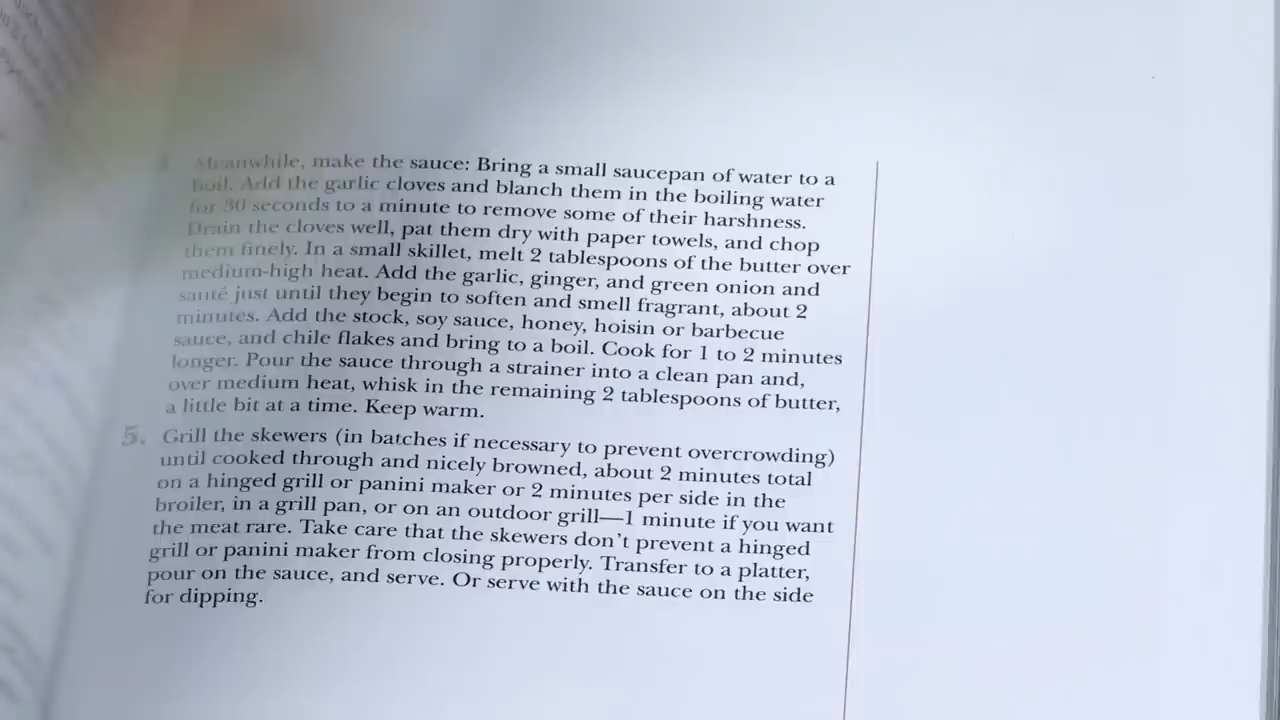 Meanwhile, make the sauce: Bring a small saucepan of water to a
boil. Add the garlic cloves and blanch them in the boiling water
for 30 seconds to a minute to remove some of their harshness.
Drain the cloves well, pat them dry with paper towels, and chop
them finely. In a small skillet, melt 2 tablespoons of the butter over
medium-high heat. Add the garlic, ginger, and green onion and
sauté just until they begin to soften and smell fragrant, about 2
minutes. Add the stock, soy sauce, honey, hoisin or barbecue
sauce, and chile flakes and bring to a boil. Cook for 1 to 2 minutes
longer. Pour the sauce through a strainer into a clean pan and,
over medium heat, whisk in the remaining 2 tablespoons of butter,
a little bit at a time. Keep warm.
5. Grill the skewers (in batches if necessary to prevent overcrowding)
until cooked through and nicely browned, about 2 minutes total
on a hinged grill or panini maker or 2 minutes per side in the
broiler, in a grill pan, or on an outdoor grill—1 minute if you want
the meat rare. Take care that the skewers don't prevent a hinged
grill or panini maker from closing properly. Transfer to a platter,
pour on the sauce, and serve. Or serve with the sauce on the side
for dipping.